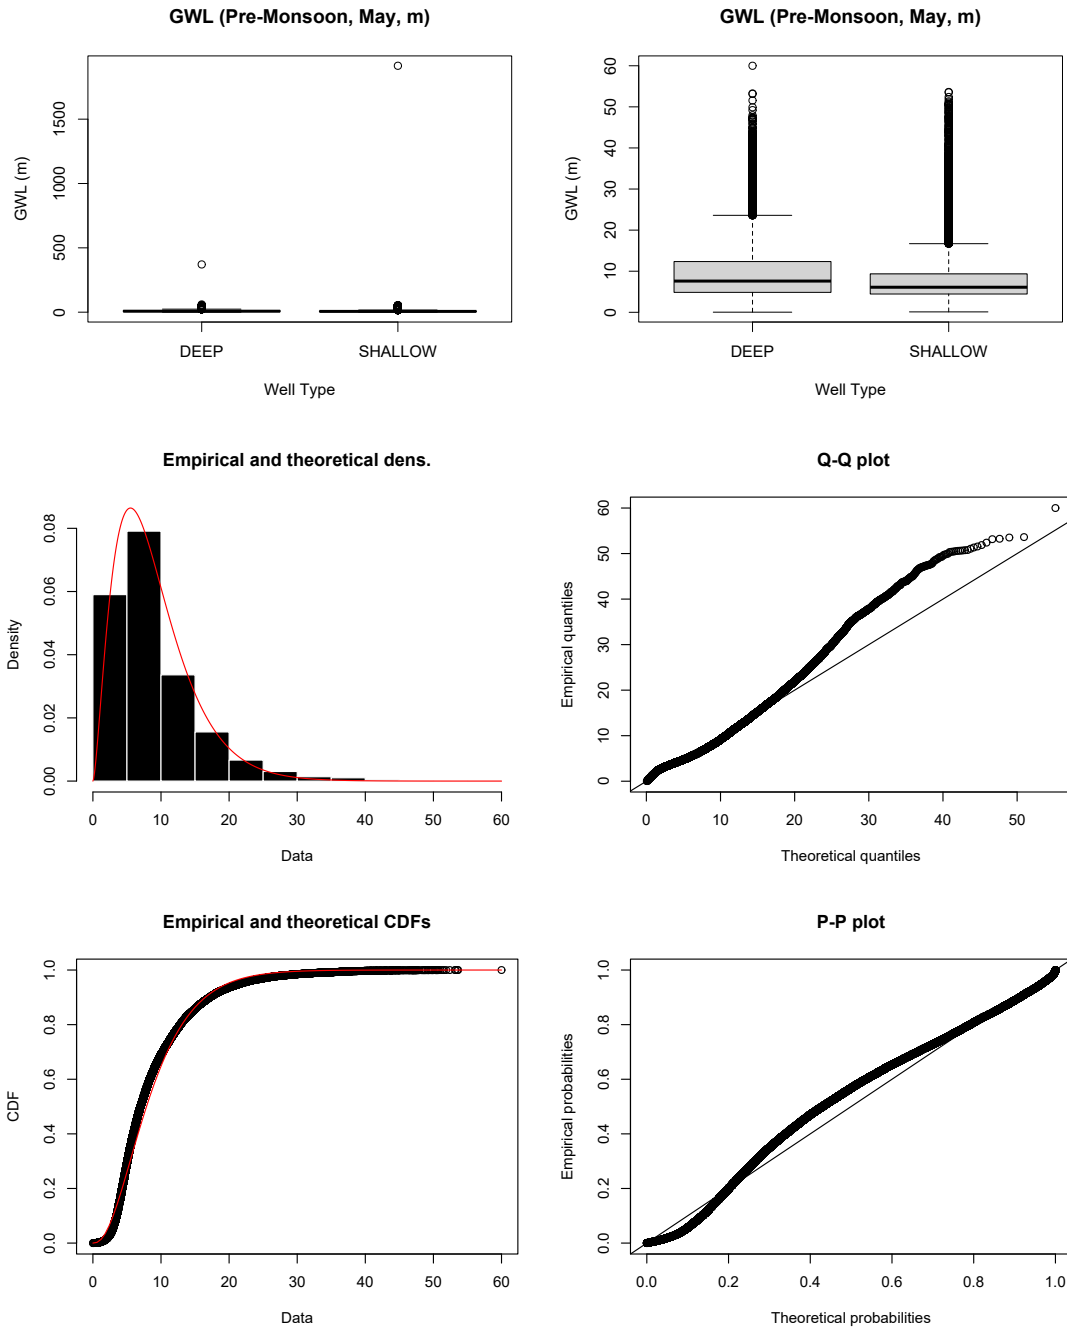 GWL (Pre-Monsoon, May, m)
GWL (m)
0
500
1000
1500
DEEP
SHALLOW
Well Type
GWL (Pre-Monsoon, May, m)
GWL (m)
0
10
20
30
40
50
60
DEEP
SHALLOW
Well Type
Empirical and theoretical dens.
Density
0.00
0.02
0.04
0.06
0.08
0 10 20 30 40 50 60
Data
Q-Q plot
Empirical quantiles
0
10
20
30
40
50
60
0 10 20 30 40 50
Theoretical quantiles
Empirical and theoretical CDFs
CDF
0.0
0.2
0.4
0.6
0.8
1.0
0 10 20 30 40 50 60
Data
P-P plot
Empirical probabilities
0.0
0.2
0.4
0.6
0.8
1.0
0.0 0.2 0.4 0.6 0.8 1.0
Theoretical probabilities